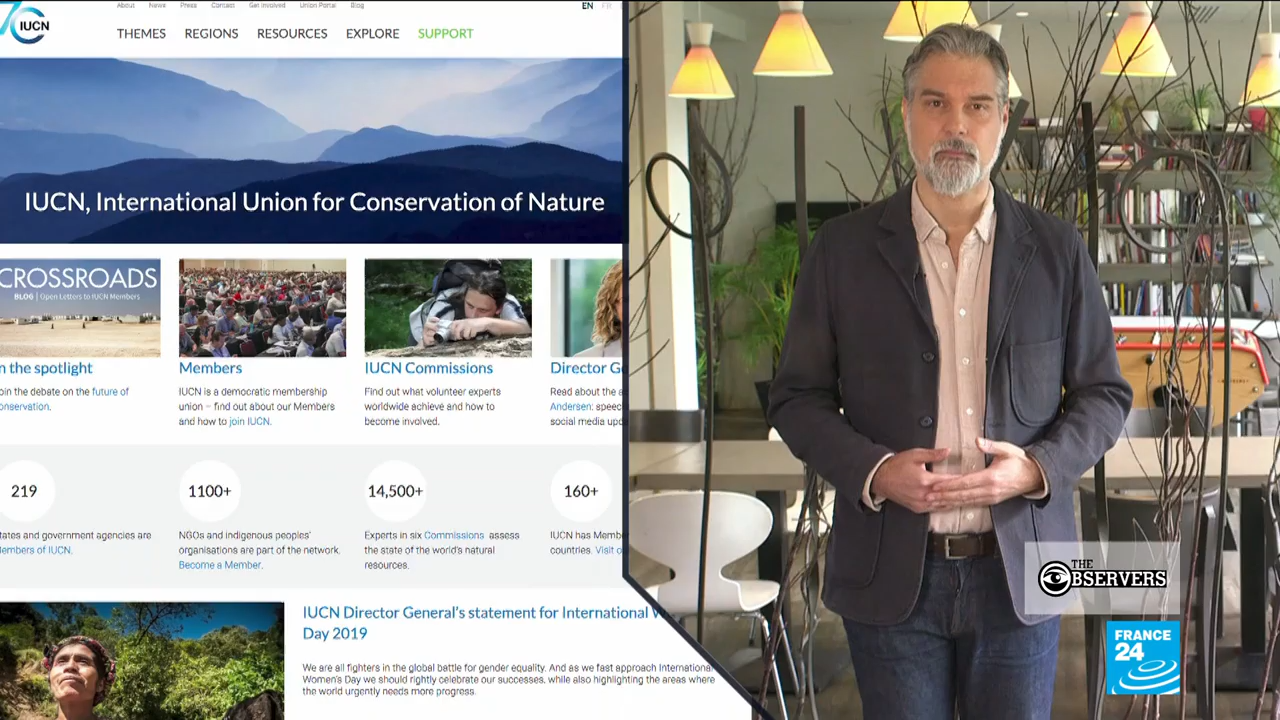 About News Press Contact Get involved Union Portal Blog EN FR
IUCN
THEMES REGIONS RESOURCES EXPLORE SUPPORT
IUCN, International Union for Conservation of Nature
CROSSROADS
BLOG | Open Letters to IUCN Members
n the spotlight
oin the debate on the future of
onservation.
Members
IUCN is a democratic membership
union – find out about our Members
and how to join IUCN.
IUCN Commissions
Find out what volunteer experts
worldwide achieve and how to
become involved.
Director G
Read about the
Andersen: speec
social media upd
219
tates and government agencies are
embers of IUCN.
1100+
NGOs and indigenous peoples'
organisations are part of the network.
Become a Member.
14,500+
Experts in six Commissions assess
the state of the world's natural
resources.
160+
IUCN has Membe
countries. Visit o
IUCN Director General's statement for International W
Day 2019
We are all fighters in the global battle for gender equality. And as we fast approach International
Women's Day we should rightly celebrate our successes, while also highlighting the areas where
the world urgently needs more progress.
THE
OBSERVERS
FRANCE
24